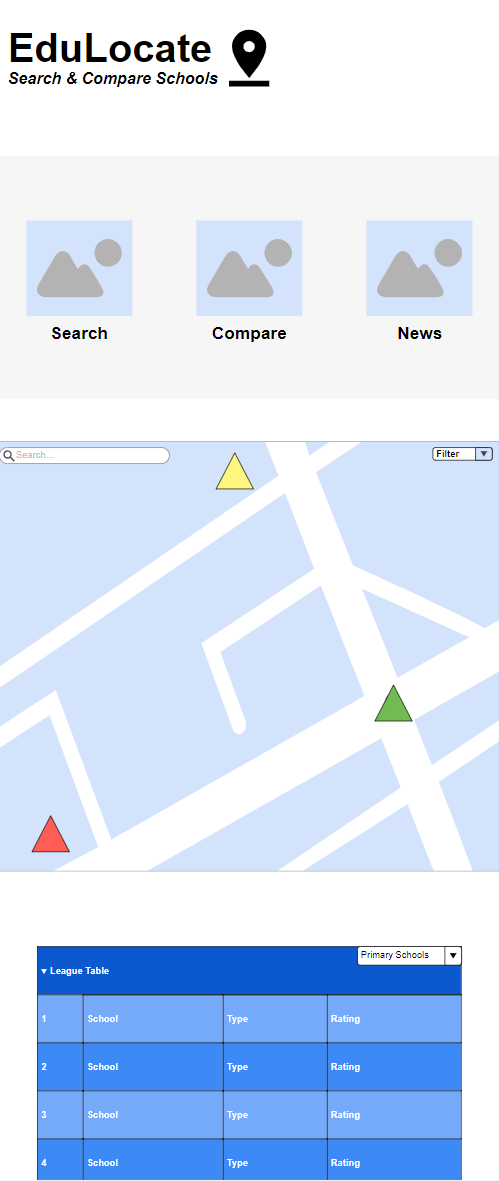 EduLocate
Search & Compare Schools
Search
Compare
News
Search...
Filter
Primary Schools
▾ League Table
1 School Type Rating
2 School Type Rating
3 School Type Rating
4 School Type Rating